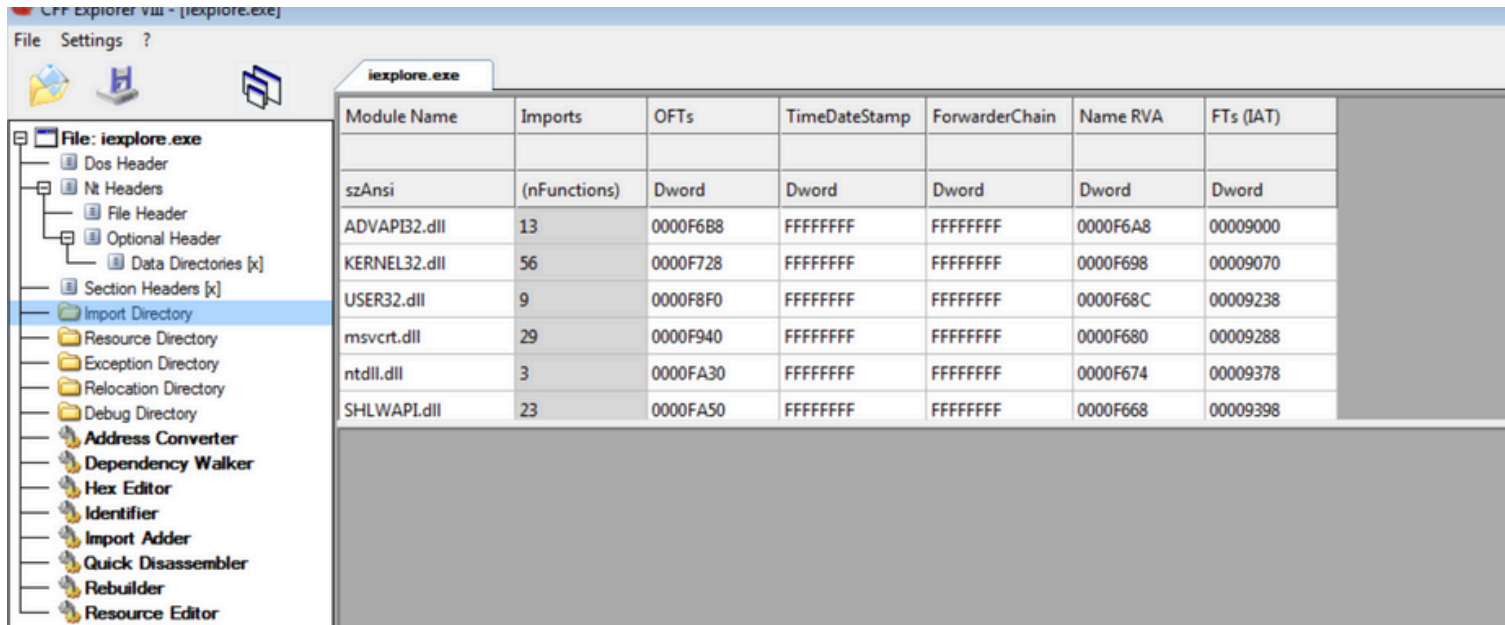 CFF Explorer VIII - [iexplore.exe]
File Settings ?
File: iexplore.exe
Dos Header
Nt Headers
File Header
Optional Header
Data Directories [x]
Section Headers [x]
Import Directory
Resource Directory
Exception Directory
Relocation Directory
Debug Directory
Address Converter
Dependency Walker
Hex Editor
Identifier
Import Adder
Quick Disassembler
Rebuilder
Resource Editor
iexplore.exe
Module Name Imports OFTs TimeDateStamp ForwarderChain Name RVA FTs (IAT)
szAnsi (nFunctions) Dword Dword Dword Dword Dword
ADVAPI32.dll 13 0000F6B8 FFFFFFFF FFFFFFFF 0000F6A8 00009000
KERNEL32.dll 56 0000F728 FFFFFFFF FFFFFFFF 0000F698 00009070
USER32.dll 9 0000F8F0 FFFFFFFF FFFFFFFF 0000F68C 00009238
msvcrt.dll 29 0000F940 FFFFFFFF FFFFFFFF 0000F680 00009288
ntdll.dll 3 0000FA30 FFFFFFFF FFFFFFFF 0000F674 00009378
SHLWAPI.dll 23 0000FA50 FFFFFFFF FFFFFFFF 0000F668 00009398